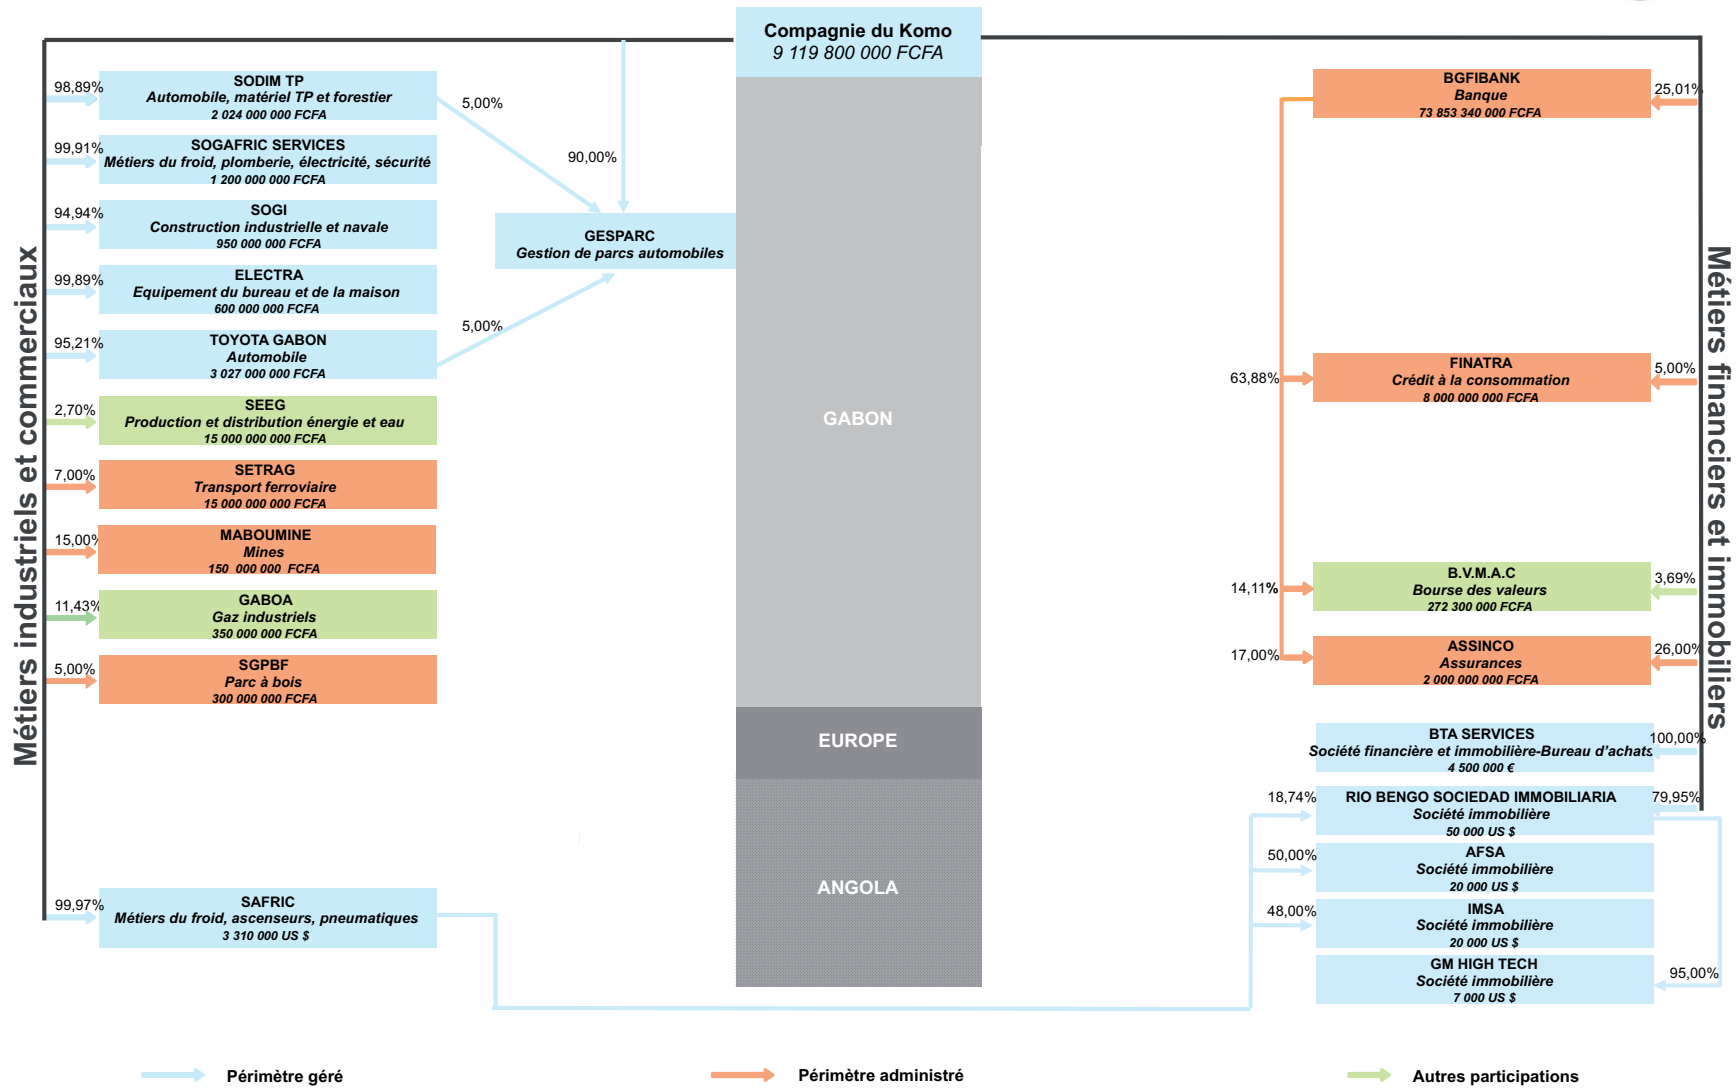 Compagnie du Komo
9 119 800 000 FCFA
Métiers industriels et commerciaux
98,89%
SODIM TP
Automobile, matériel TP et forestier
2 024 000 000 FCFA
5,00%
99,91%
SOGAFRIC SERVICES
Métiers du froid, plomberie, électricité, sécurité
1 200 000 000 FCFA
90,00%
94,94%
SOGI
Construction industrielle et navale
950 000 000 FCFA
GESPARC
Gestion de parcs automobiles
99,89%
ELECTRA
Equipement du bureau et de la maison
600 000 000 FCFA
5,00%
95,21%
TOYOTA GABON
Automobile
3 027 000 000 FCFA
2,70%
SEEG
Production et distribution énergie et eau
15 000 000 000 FCFA
7,00%
SETRAG
Transport ferroviaire
15 000 000 000 FCFA
15,00%
MABOUMINE
Mines
150 000 000 FCFA
11,43%
GABOA
Gaz industriels
350 000 000 FCFA
5,00%
SGPBF
Parc à bois
300 000 000 FCFA
99,97%
SAFRIC
Métiers du froid, ascenseurs, pneumatiques
3 310 000 US $
GABON
EUROPE
ANGOLA
Métiers financiers et immobiliers
BGFIBANK
Banque
73 853 340 000 FCFA
25,01%
63,88%
FINATRA
Crédit à la consommation
8 000 000 000 FCFA
5,00%
14,11%
B.V.M.A.C
Bourse des valeurs
272 300 000 FCFA
3,69%
17,00%
ASSINCO
Assurances
2 000 000 000 FCFA
26,00%
BTA SERVICES
Société financière et immobilière-Bureau d'achats
4 500 000 €
100,00%
18,74%
RIO BENGO SOCIEDAD IMMOBILIARIA
Société immobilière
50 000 US $
79,95%
50,00%
AFSA
Société immobilière
20 000 US $
48,00%
IMSA
Société immobilière
20 000 US $
GM HIGH TECH
Société immobilière
7 000 US $
95,00%
Périmètre géré
Périmètre administré
Autres participations